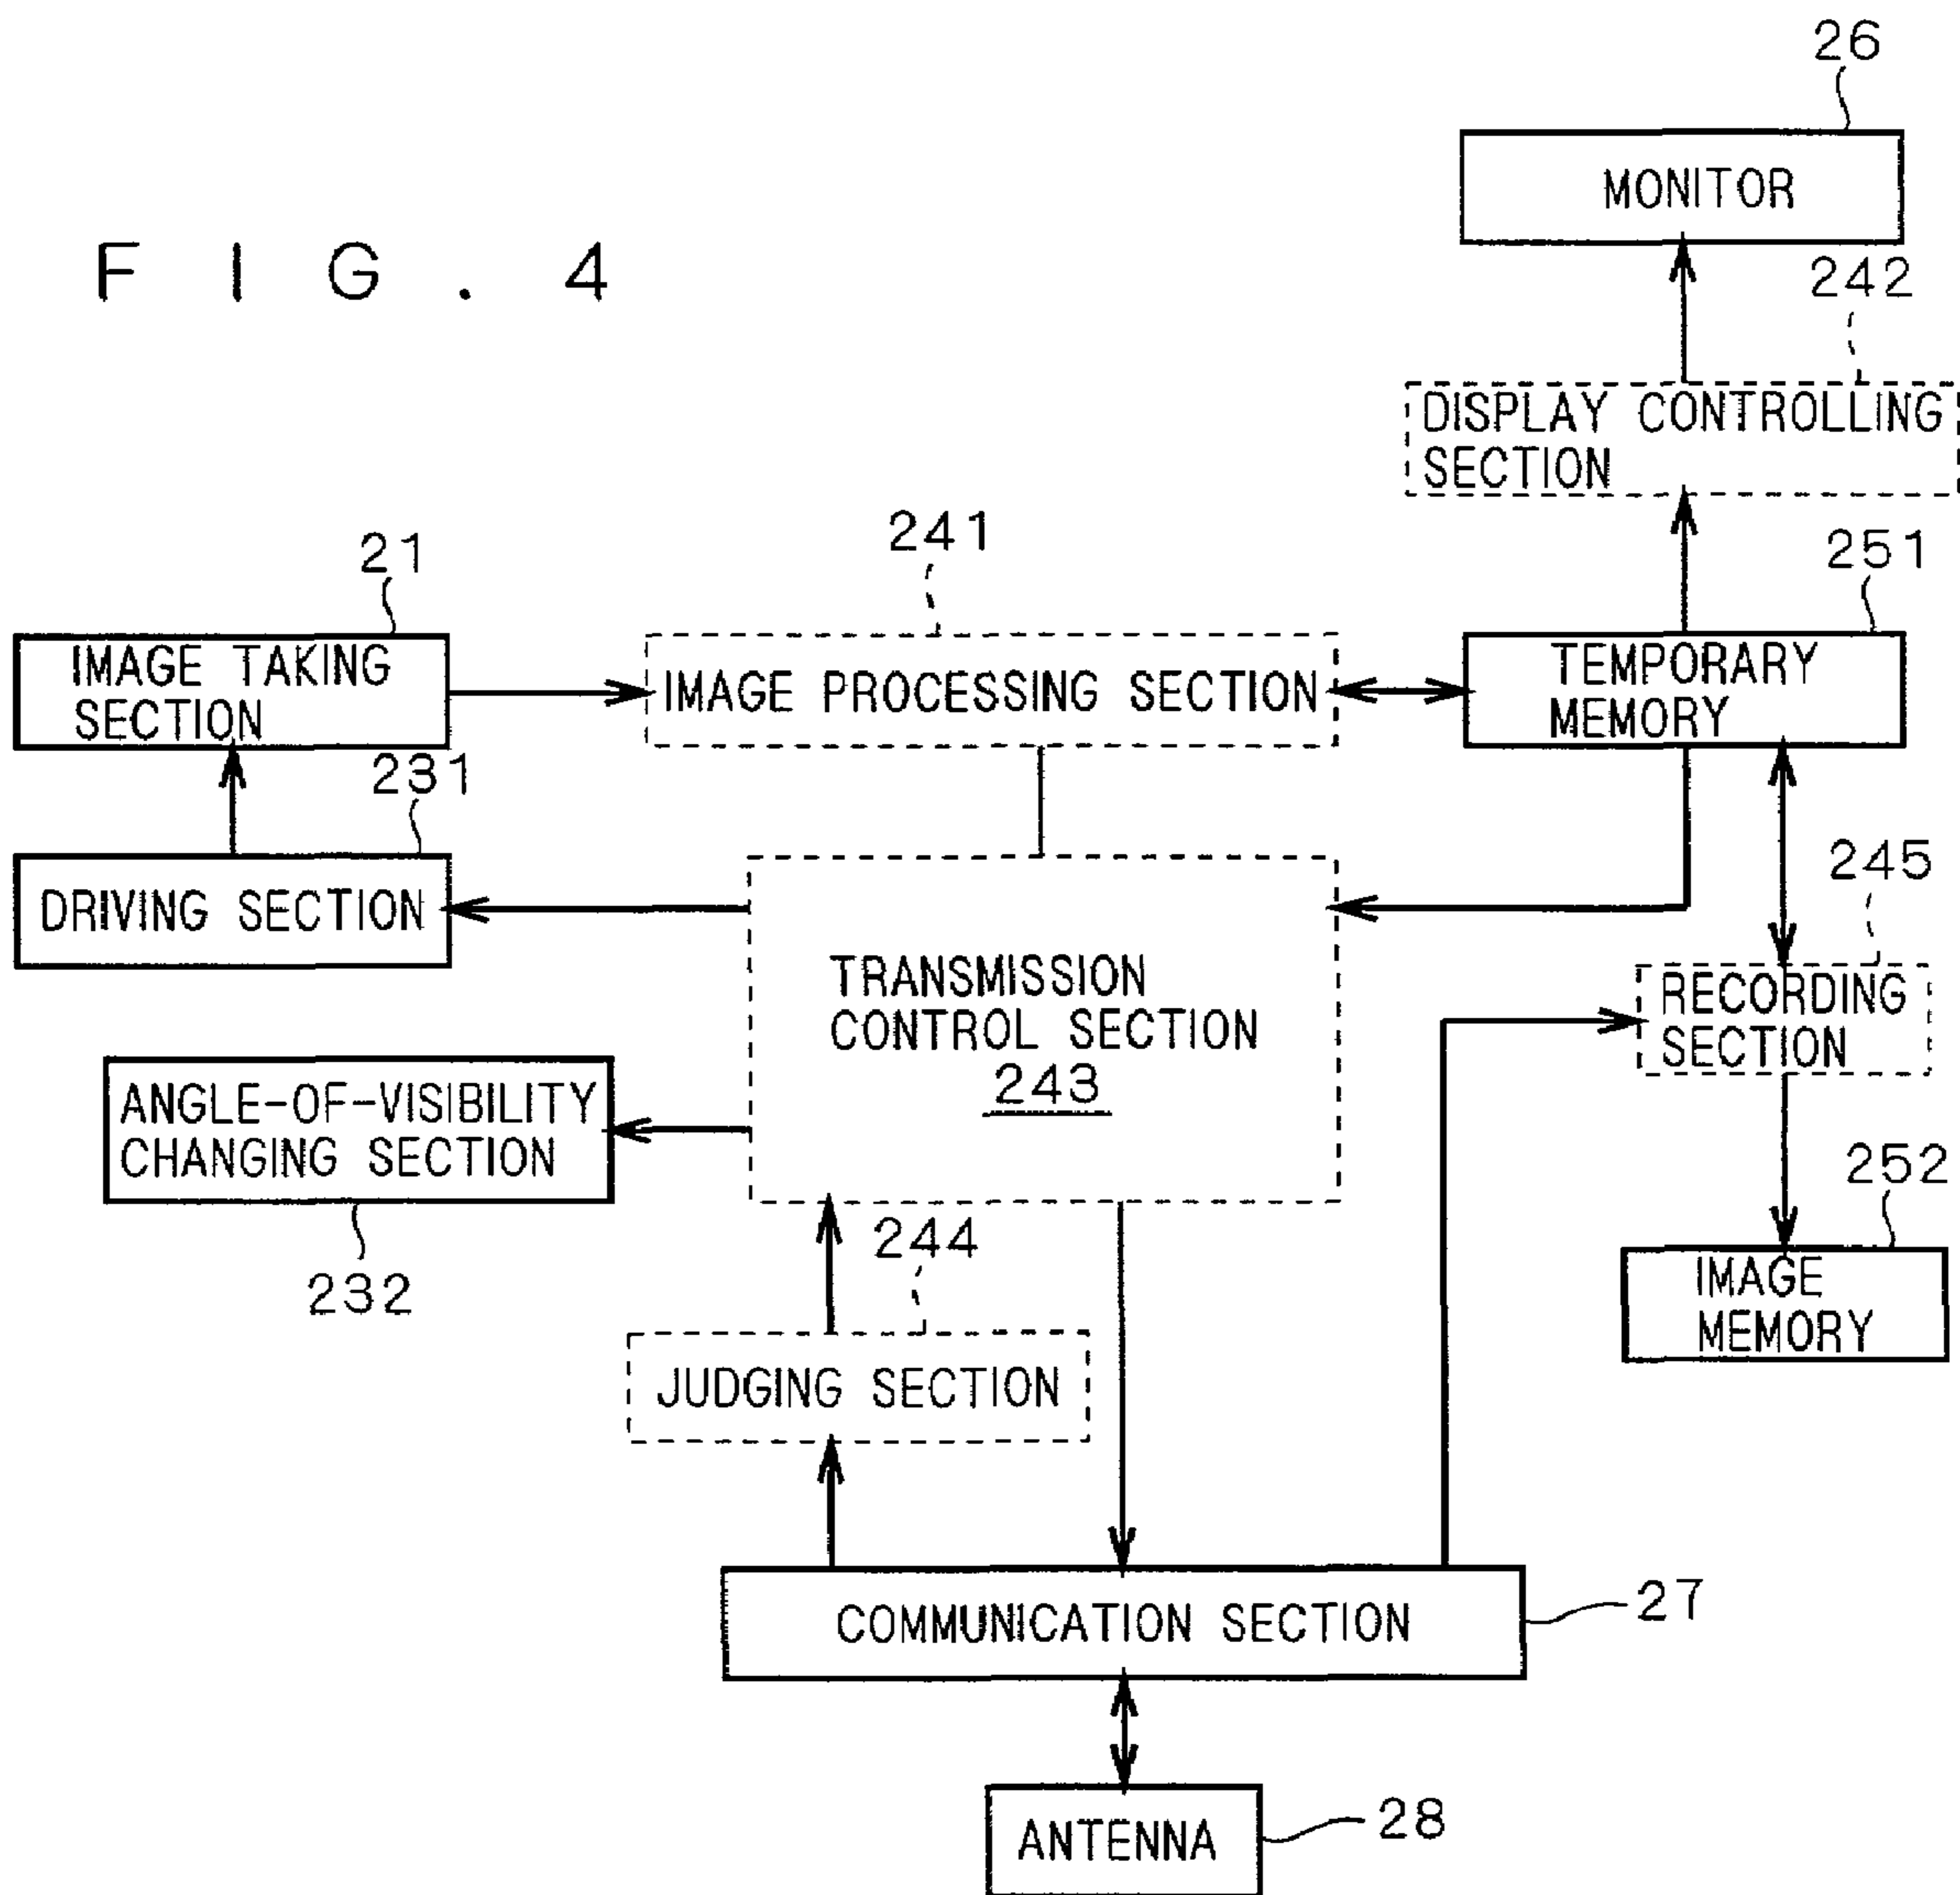 26
MONITOR
F I G . 4
242
DISPLAY CONTROLLING
SECTION
241
251
21
IMAGE TAKING
SECTION
IMAGE PROCESSING SECTION
TEMPORARY
MEMORY
231
DRIVING SECTION
245
TRANSMISSION
CONTROL SECTION
243
RECORDING
SECTION
ANGLE-OF-VISIBILITY
CHANGING SECTION
232
252
IMAGE
MEMORY
244
JUDGING SECTION
COMMUNICATION SECTION
27
ANTENNA
28